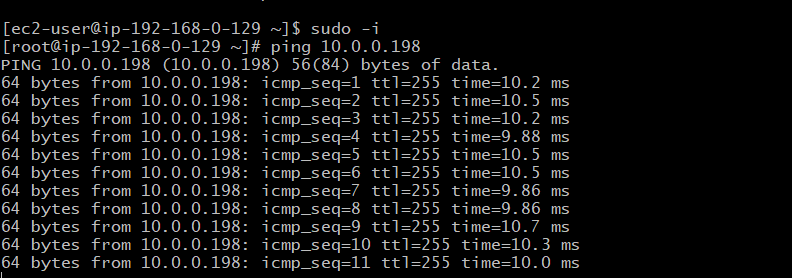 [ec2-user@ip-192-168-0-129 ~]$ sudo -i
[root@ip-192-168-0-129 ~]# ping 10.0.0.198
PING 10.0.0.198 (10.0.0.198) 56(84) bytes of data.
64 bytes from 10.0.0.198: icmp_seq=1 ttl=255 time=10.2 ms
64 bytes from 10.0.0.198: icmp_seq=2 ttl=255 time=10.5 ms
64 bytes from 10.0.0.198: icmp_seq=3 ttl=255 time=10.2 ms
64 bytes from 10.0.0.198: icmp_seq=4 ttl=255 time=9.88 ms
64 bytes from 10.0.0.198: icmp_seq=5 ttl=255 time=10.5 ms
64 bytes from 10.0.0.198: icmp_seq=6 ttl=255 time=10.5 ms
64 bytes from 10.0.0.198: icmp_seq=7 ttl=255 time=9.86 ms
64 bytes from 10.0.0.198: icmp_seq=8 ttl=255 time=9.86 ms
64 bytes from 10.0.0.198: icmp_seq=9 ttl=255 time=10.7 ms
64 bytes from 10.0.0.198: icmp_seq=10 ttl=255 time=10.3 ms
64 bytes from 10.0.0.198: icmp_seq=11 ttl=255 time=10.0 ms